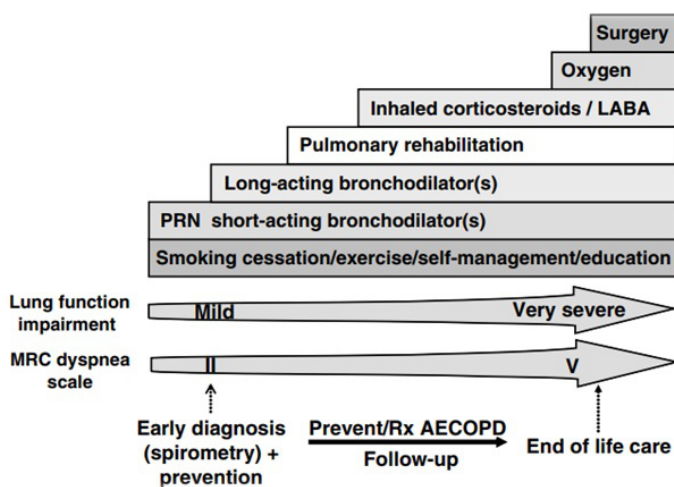 Surgery
Oxygen
Inhaled corticosteroids / LABA
Pulmonary rehabilitation
Long-acting bronchodilator(s)
PRN short-acting bronchodilator(s)
Smoking cessation/exercise/self-management/education
Lung function
impairment
Mild
Very severe
MRC dyspnea
scale
II
V
Early diagnosis
(spirometry) +
prevention
Prevent/Rx AECOPD
Follow-up
End of life care